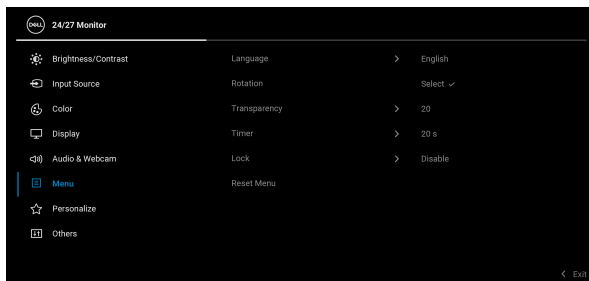 DELL 24/27 Monitor
Brightness/Contrast Language > English
Input Source Rotation Select ✓
Color Transparency > 20
Display Timer > 20 s
Audio & Webcam Lock > Disable
Menu Reset Menu
Personalize
Others
< Exit